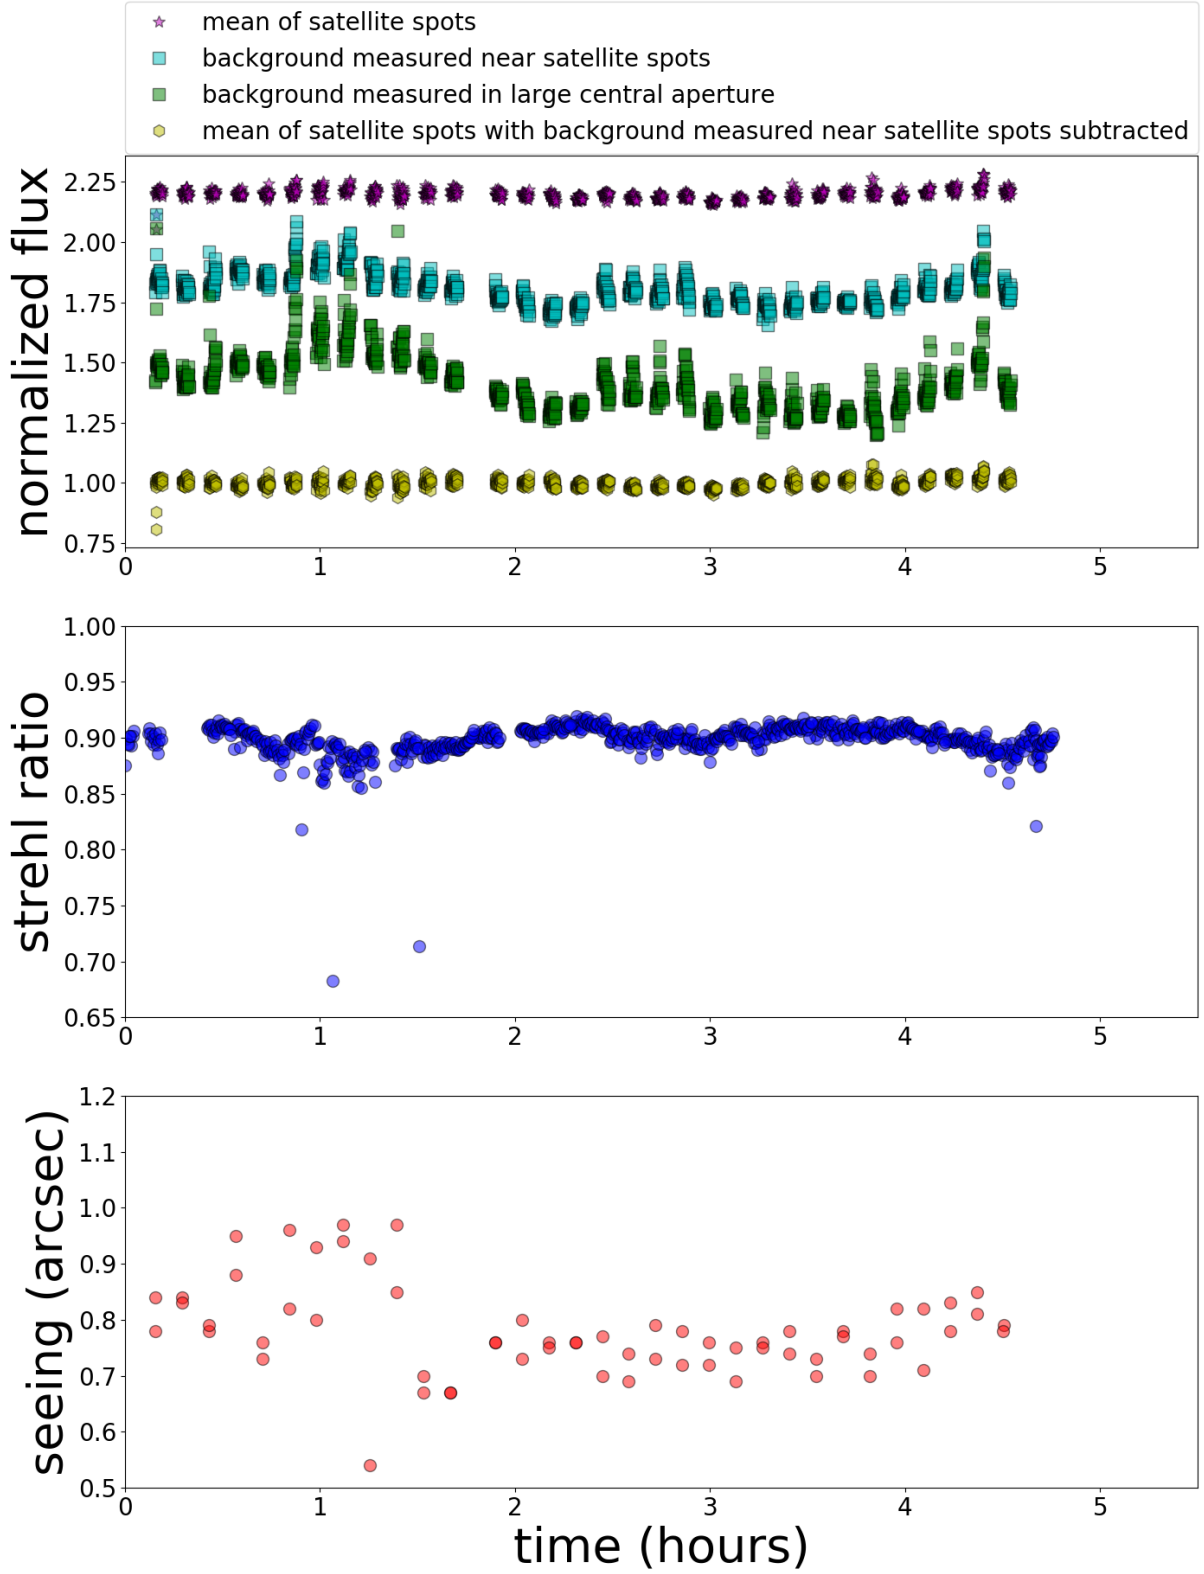 mean of satellite spots
background measured near satellite spots
background measured in large central aperture
mean of satellite spots with background measured near satellite spots subtracted
normalized flux
2.25
2.00
1.75
1.50
1.25
1.00
0.75
0 1 2 3 4 5
strehl ratio
1.00
0.95
0.90
0.85
0.80
0.75
0.70
0.65
0 1 2 3 4 5
seeing (arcsec)
1.2
1.1
1.0
0.9
0.8
0.7
0.6
0.5
0 1 2 3 4 5
time (hours)